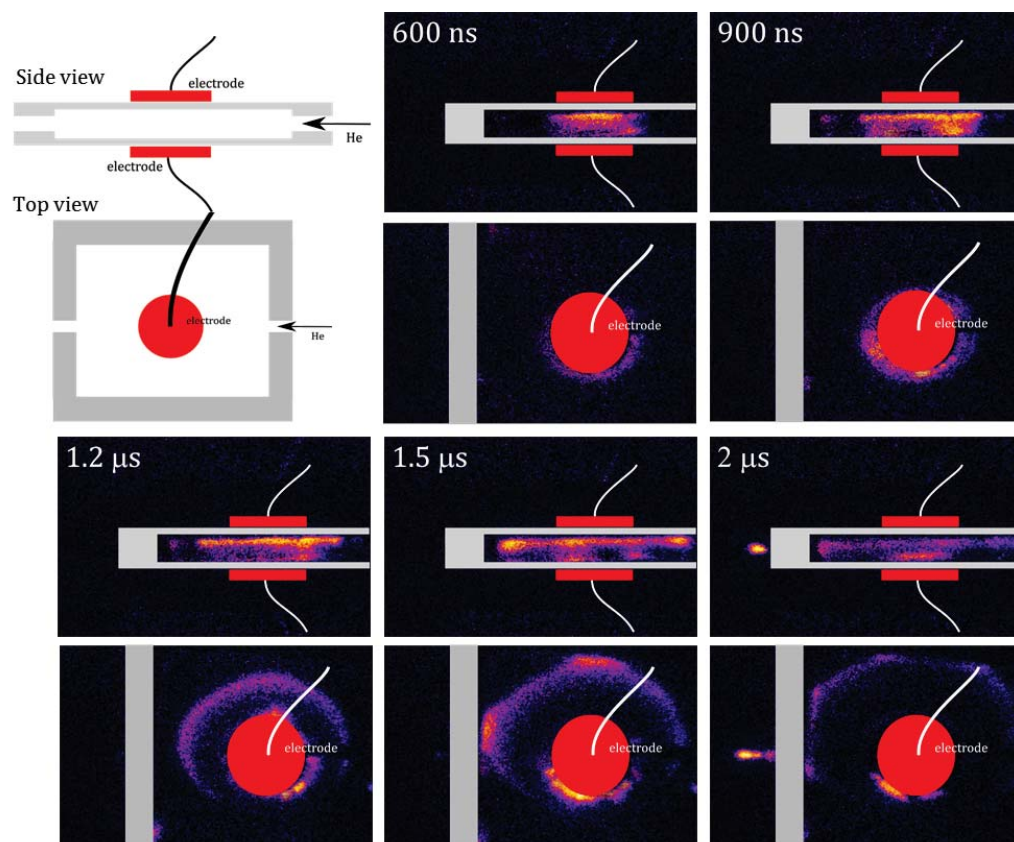 Side view
electrode
He
electrode
Top view
electrode
He
600 ns
electrode
900 ns
electrode
1.2 μs
electrode
1.5 μs
electrode
2 μs
electrode